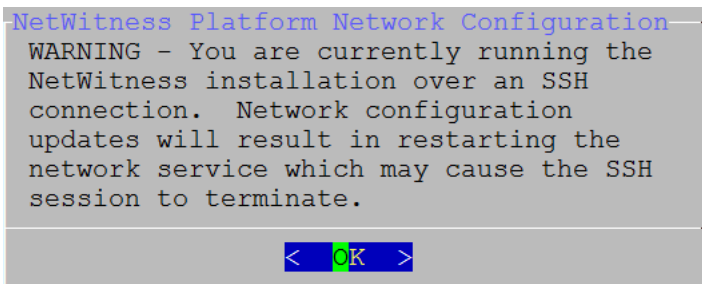 NetWitness Platform Network Configuration
WARNING - You are currently running the
NetWitness installation over an SSH
connection.  Network configuration
updates will result in restarting the
network service which may cause the SSH
session to terminate.
<  OK  >